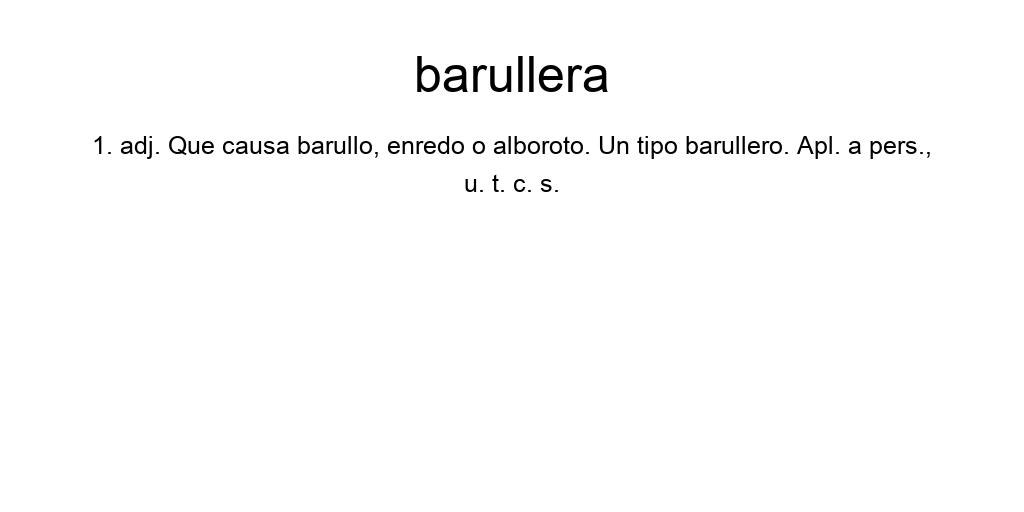 barullera
1. adj. Que causa barullo, enredo o alboroto. Un tipo barullero. Apl. a pers.,
u. t. c. s.